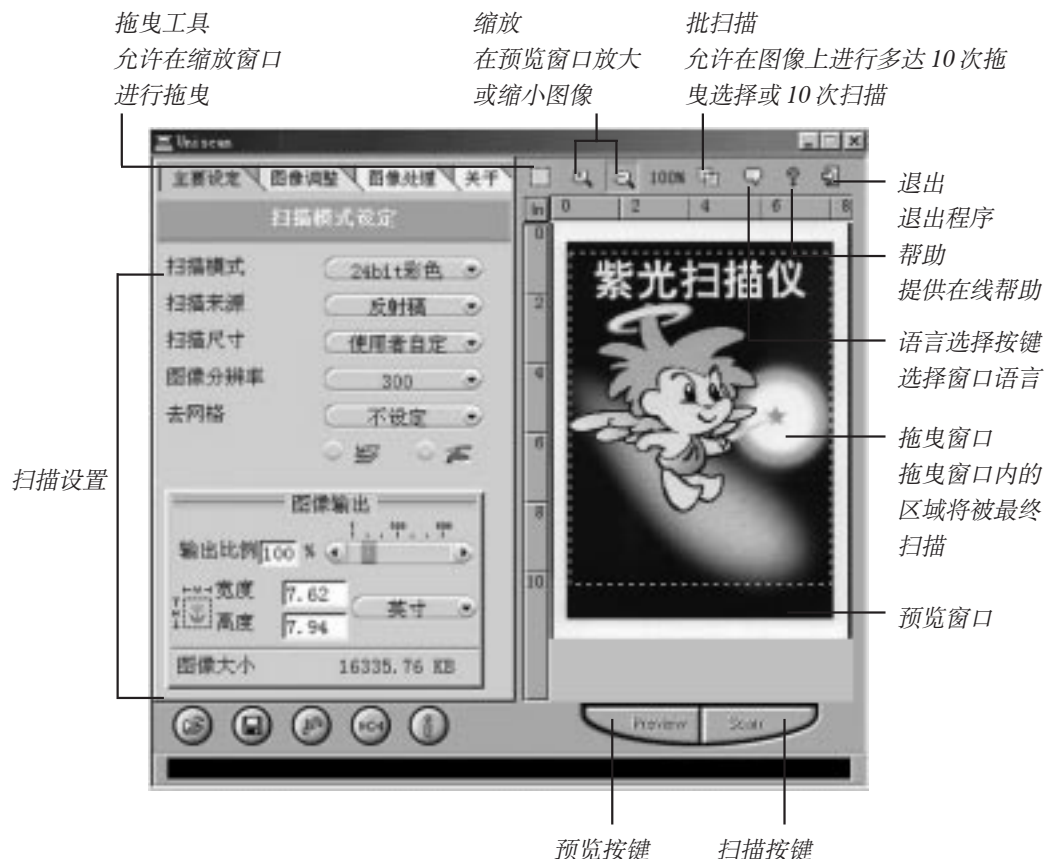 拖曳工具
允许在缩放窗口
进行拖曳
缩放
在预览窗口放大
或缩小图像
批扫描
允许在图像上进行多达 10 次拖
曳选择或 10 次扫描
Uniscan
主要设定 图像调整 图像处理 关于
100%
扫描模式设定
in 0 2 4 6 8
0
2
4
6
8
10
扫描模式 24bit彩色
扫描来源 反射稿
扫描尺寸 使用者自定
图像分辨率 300
去网格 不设定
图像输出
输出比例 100 %
宽度 7.62
英寸
高度 7.94
图像大小 16335.76 KB
紫光扫描仪
Preview Scan
扫描设置
退出
退出程序
帮助
提供在线帮助
语言选择按键
选择窗口语言
拖曳窗口
拖曳窗口内的
区域将被最终
扫描
预览窗口
预览按键 扫描按键